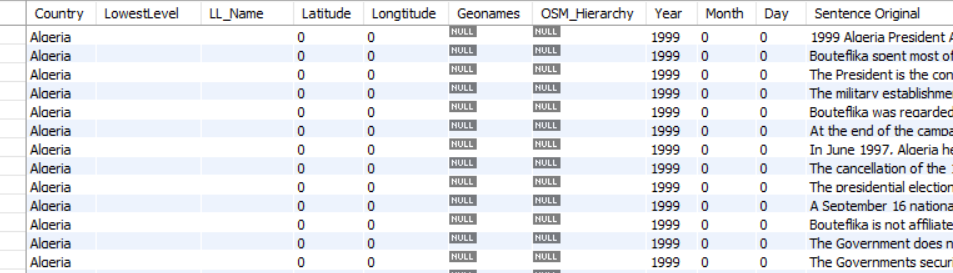 Country LowestLevel LL_Name Latitude Longtitude Geonames OSM_Hierarchy Year Month Day Sentence Original
Algeria 0 0 NULL NULL 1999 0 0 1999 Algeria President A
Algeria 0 0 NULL NULL 1999 0 0 Bouteflika spent most of
Algeria 0 0 NULL NULL 1999 0 0 The President is the con
Algeria 0 0 NULL NULL 1999 0 0 The military establishme
Algeria 0 0 NULL NULL 1999 0 0 Bouteflika was regarded
Algeria 0 0 NULL NULL 1999 0 0 At the end of the campa
Algeria 0 0 NULL NULL 1999 0 0 In June 1997, Algeria he
Algeria 0 0 NULL NULL 1999 0 0 The cancellation of the 1
Algeria 0 0 NULL NULL 1999 0 0 The presidential election
Algeria 0 0 NULL NULL 1999 0 0 A September 16 nationa
Algeria 0 0 NULL NULL 1999 0 0 Bouteflika is not affiliate
Algeria 0 0 NULL NULL 1999 0 0 The Government does n
Algeria 0 0 NULL NULL 1999 0 0 The Governments securi